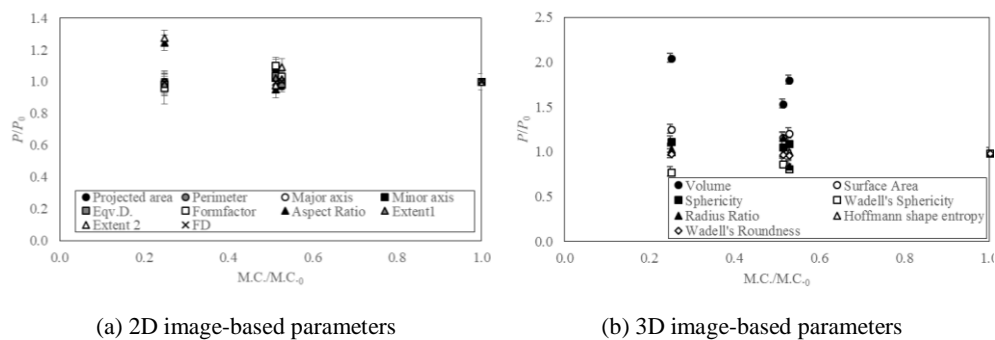 1.4
1.2
1.0
0.8
0.6
0.4
0.2
0.0
P/P0
Projected area Perimeter Major axis Minor axis
Eqv.D. Formfactor Aspect Ratio Extent1
Extent 2 FD
0.0 0.2 0.4 0.6 0.8 1.0
M.C./M.C.0
(a) 2D image-based parameters
2.5
2.0
1.5
1.0
0.5
0.0
P/P0
Volume Surface Area
Sphericity Wadell's Sphericity
Radius Ratio Hoffmann shape entropy
Wadell's Roundness
0.0 0.2 0.4 0.6 0.8 1.0
M.C./M.C.0
(b) 3D image-based parameters